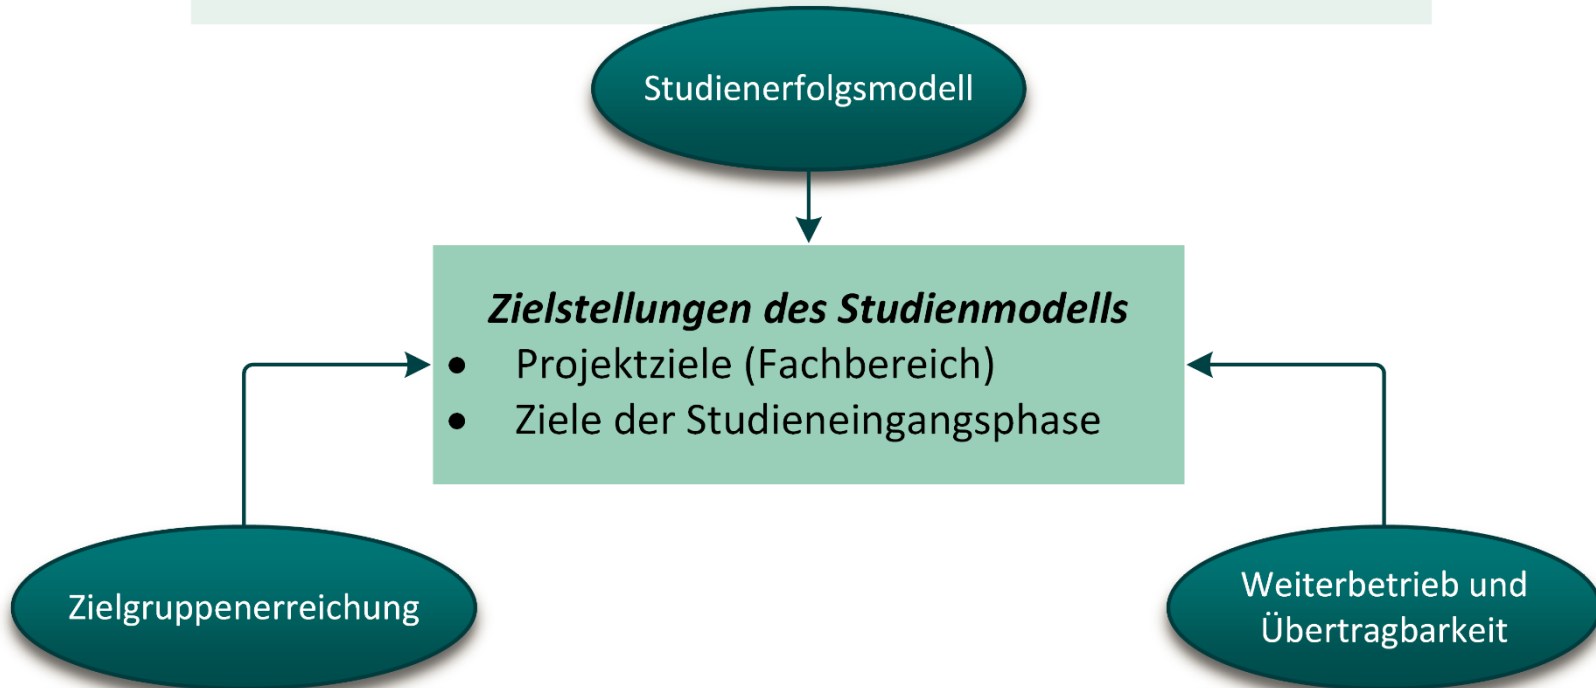 Studienerfolgsmodell
Zielstellungen des Studienmodells
• Projektziele (Fachbereich)
• Ziele der Studieneingangsphase
Zielgruppenerreichung
Weiterbetrieb und
Übertragbarkeit